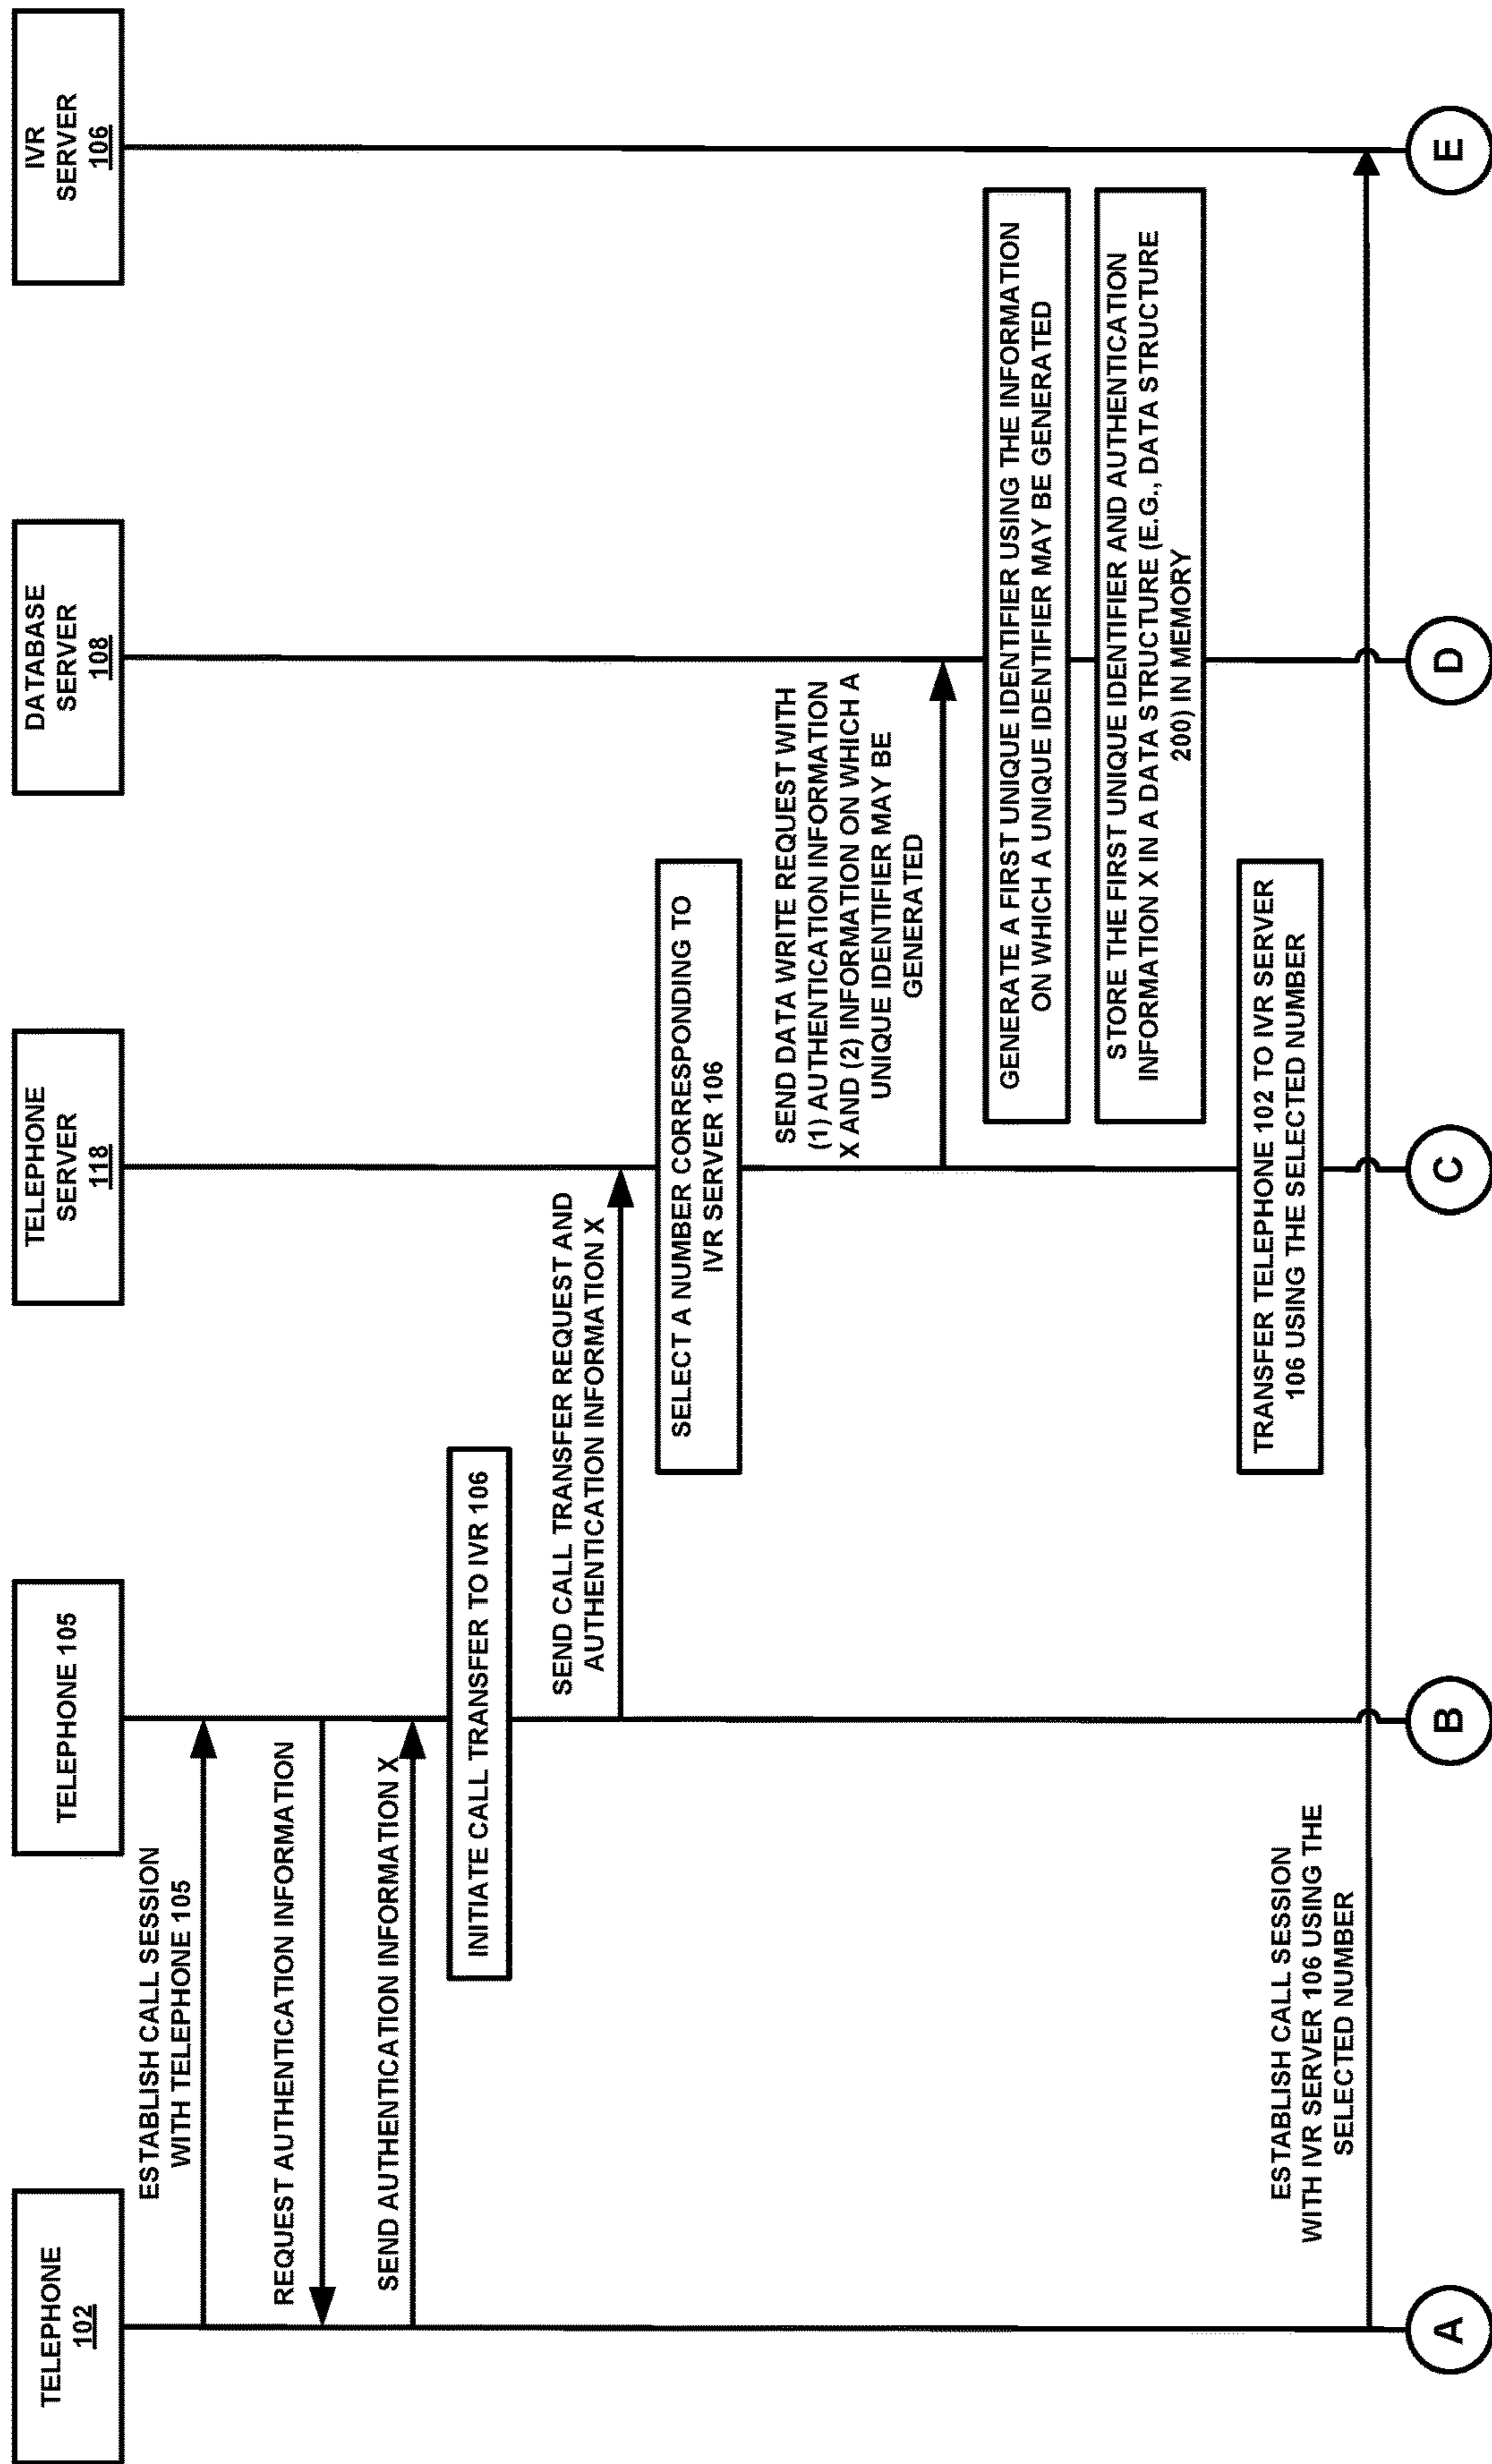 TELEPHONE
102
TELEPHONE 105
TELEPHONE
SERVER
118
DATABASE
SERVER
108
IVR
SERVER
106
ESTABLISH CALL SESSION
WITH TELEPHONE 105
REQUEST AUTHENTICATION INFORMATION
SEND AUTHENTICATION INFORMATION X
INITIATE CALL TRANSFER TO IVR 106
SEND CALL TRANSFER REQUEST AND
AUTHENTICATION INFORMATION X
SELECT A NUMBER CORRESPONDING TO
IVR SERVER 106
SEND DATA WRITE REQUEST WITH
(1) AUTHENTICATION INFORMATION
X AND (2) INFORMATION ON WHICH A
UNIQUE IDENTIFIER MAY BE
GENERATED
GENERATE A FIRST UNIQUE IDENTIFIER USING THE INFORMATION
ON WHICH A UNIQUE IDENTIFIER MAY BE GENERATED
STORE THE FIRST UNIQUE IDENTIFIER AND AUTHENTICATION
INFORMATION X IN A DATA STRUCTURE (E.G., DATA STRUCTURE
200) IN MEMORY
TRANSFER TELEPHONE 102 TO IVR SERVER
106 USING THE SELECTED NUMBER
ESTABLISH CALL SESSION
WITH IVR SERVER 106 USING THE
SELECTED NUMBER
A
B
C
D
E